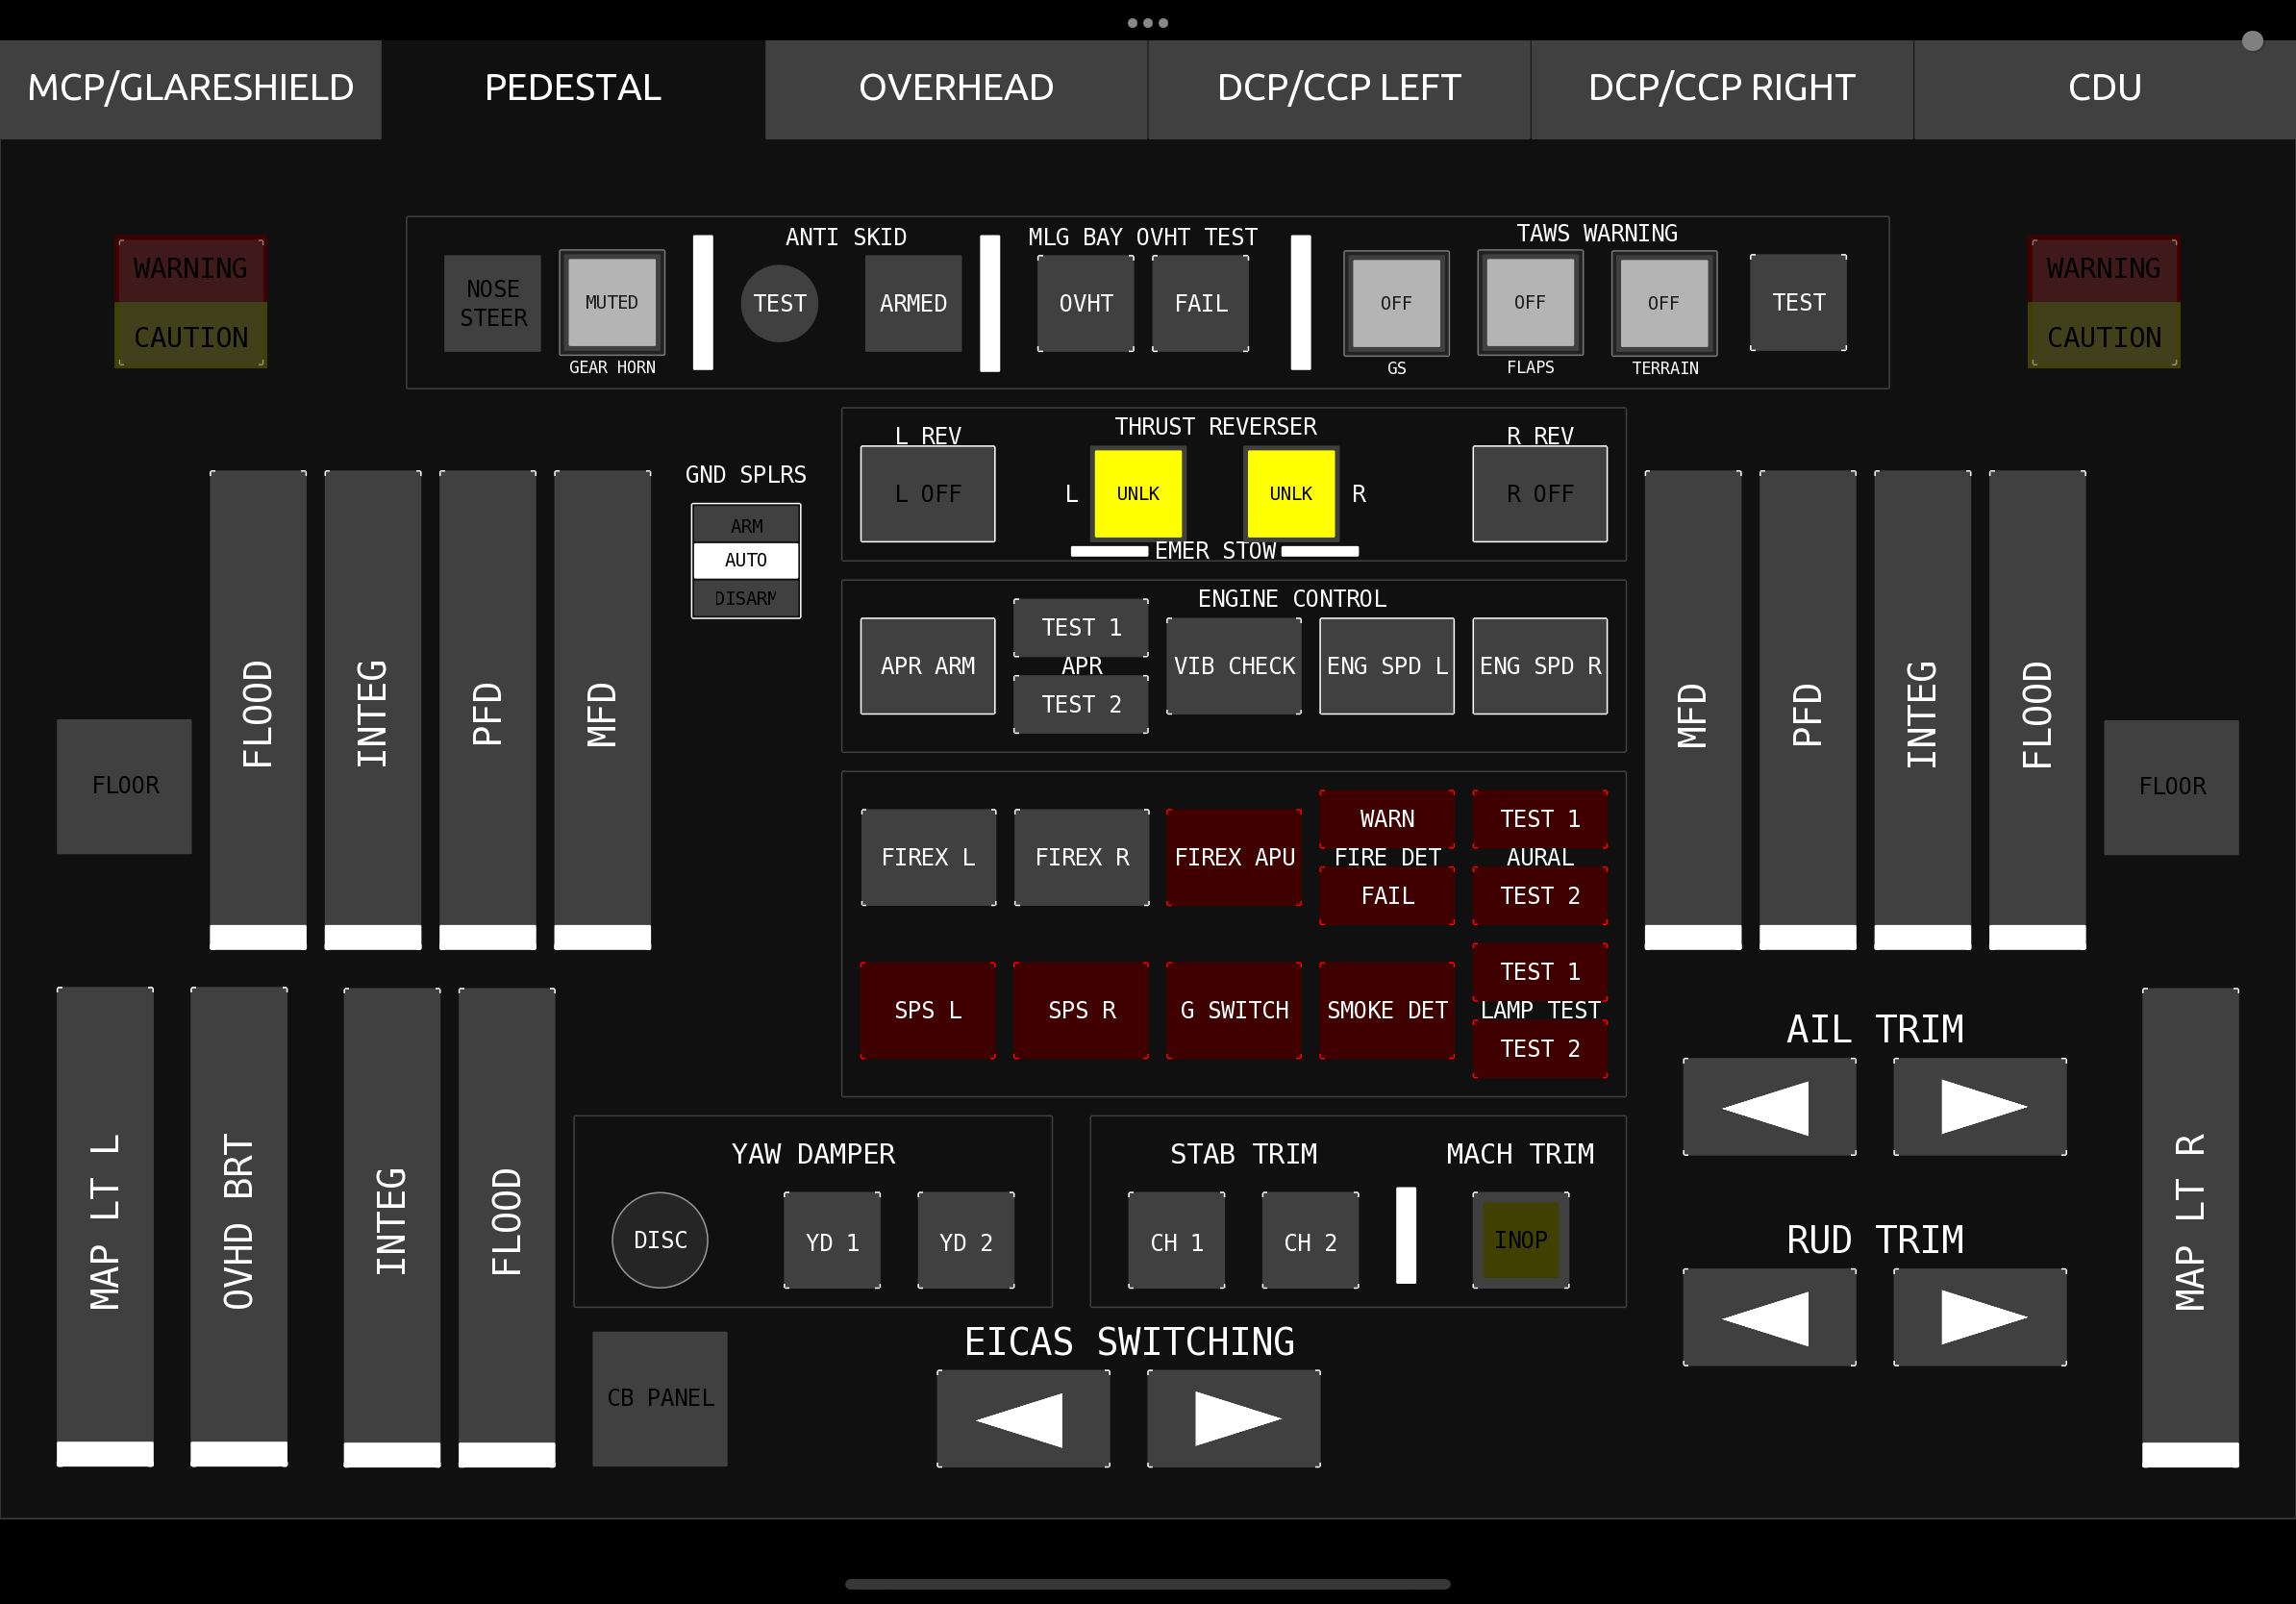 MCP/GLARESHIELD
PEDESTAL
OVERHEAD
DCP/CCP LEFT
DCP/CCP RIGHT
CDU
WARNING
CAUTION
NOSE
STEER
MUTED
GEAR HORN
ANTI SKID
TEST
ARMED
MLG BAY OVHT TEST
OVHT
FAIL
TAWS WARNING
OFF
GS
OFF
FLAPS
OFF
TERRAIN
TEST
WARNING
CAUTION
GND SPLRS
ARM
AUTO
DISARM
L REV
L OFF
THRUST REVERSER
L
UNLK
UNLK
R
EMER STOW
R REV
R OFF
ENGINE CONTROL
APR ARM
TEST 1
APR
TEST 2
VIB CHECK
ENG SPD L
ENG SPD R
FLOOR
FLOOD
INTEG
PFD
MFD
MFD
PFD
INTEG
FLOOD
FLOOR
FIREX L
FIREX R
FIREX APU
WARN
FIRE DET
FAIL
TEST 1
AURAL
TEST 2
SPS L
SPS R
G SWITCH
SMOKE DET
TEST 1
LAMP TEST
TEST 2
MAP LT L
OVHD BRT
INTEG
FLOOD
YAW DAMPER
DISC
YD 1
YD 2
STAB TRIM
CH 1
CH 2
MACH TRIM
INOP
AIL TRIM
RUD TRIM
MAP LT R
CB PANEL
EICAS SWITCHING